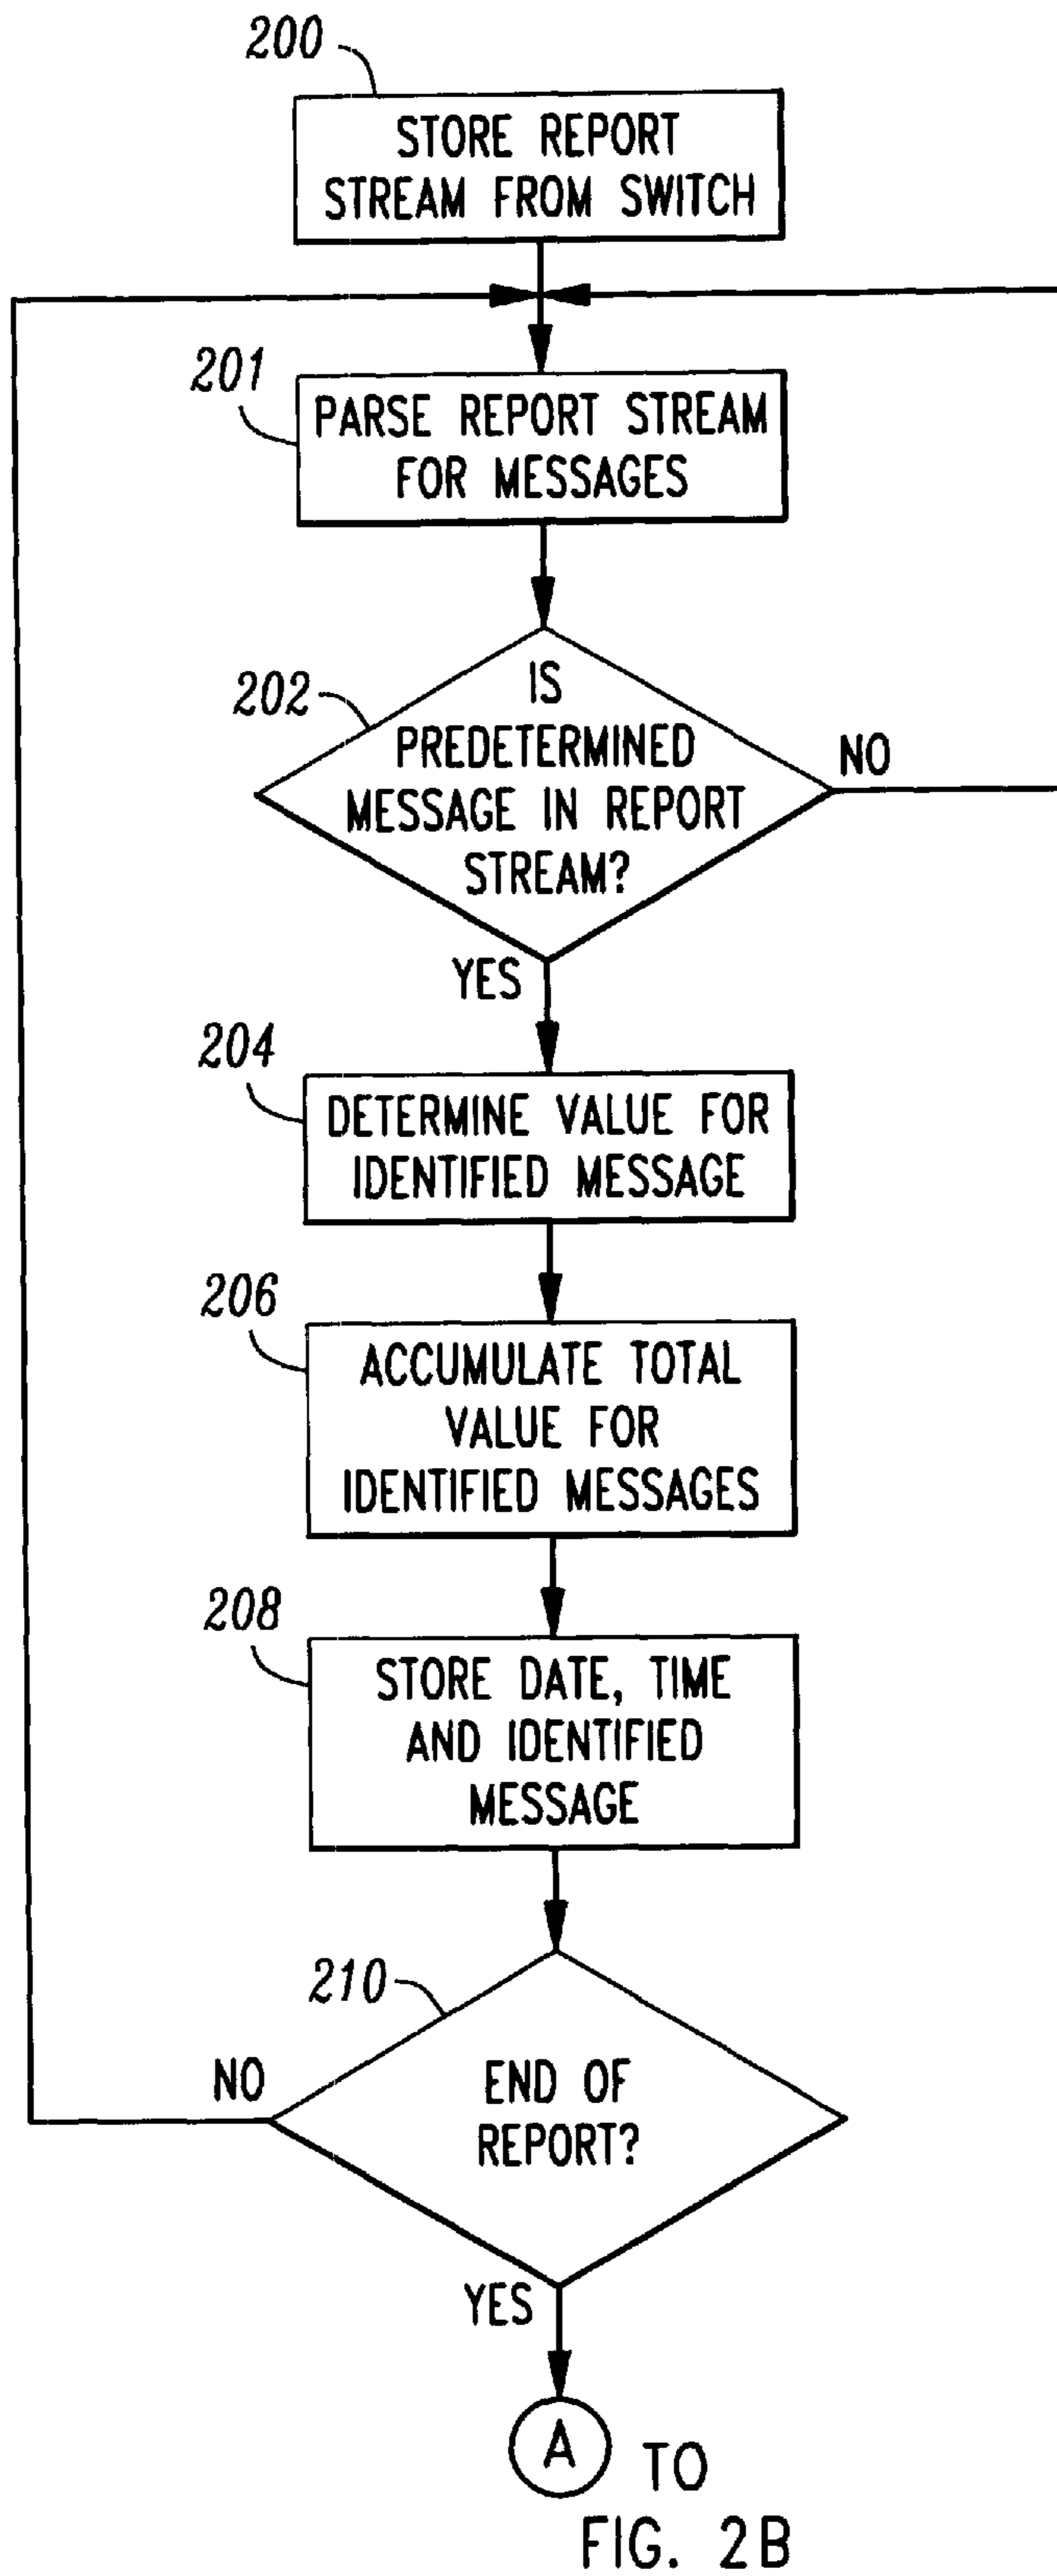 200
STORE REPORT
STREAM FROM SWITCH
201
PARSE REPORT STREAM
FOR MESSAGES
202
IS
PREDETERMINED
MESSAGE IN REPORT
STREAM?
NO
YES
204
DETERMINE VALUE FOR
IDENTIFIED MESSAGE
206
ACCUMULATE TOTAL
VALUE FOR
IDENTIFIED MESSAGES
208
STORE DATE, TIME
AND IDENTIFIED
MESSAGE
210
NO
END OF
REPORT?
YES
A TO
FIG. 2B